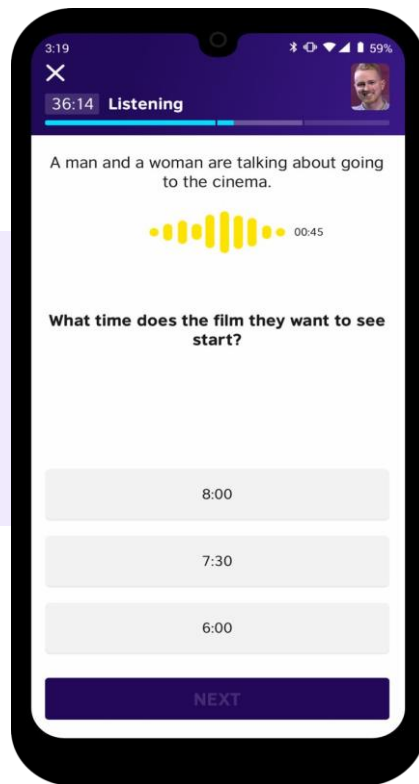 3:19 59%
36:14 Listening
A man and a woman are talking about going
to the cinema.
00:45
What time does the film they want to see
start?
8:00
7:30
6:00
NEXT